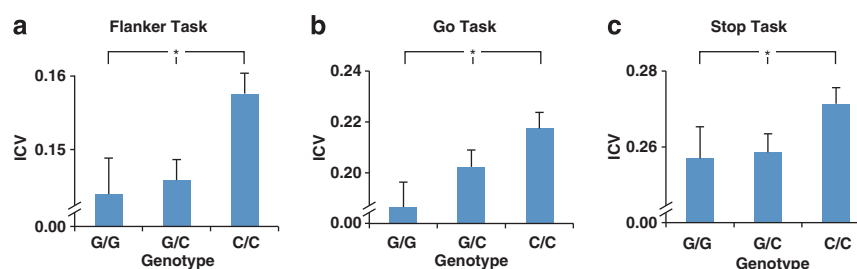 a Flanker Task
*
0.16
ICV
0.15
0.00
G/G G/C C/C
Genotype
b Go Task
*
0.24
0.22
ICV
0.20
0.00
G/G G/C C/C
Genotype
c Stop Task
*
0.28
ICV
0.26
0.00
G/G G/C C/C
Genotype